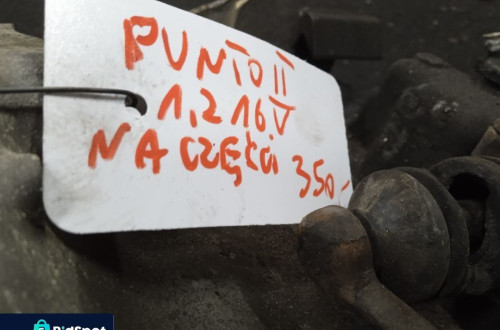 PUNTO II
1,2 16V
NA CZĘŚCI 350,-
BidSpot